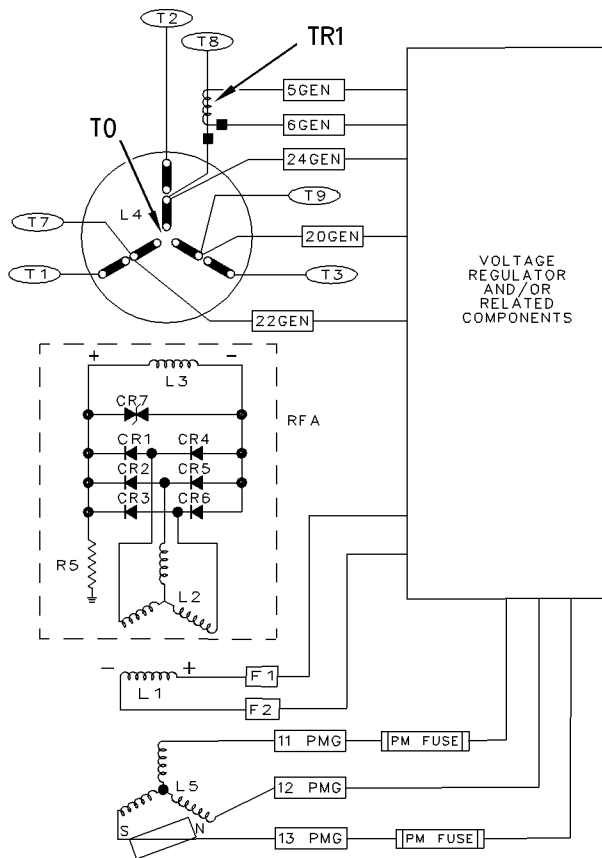 T2
T8
TR1
5GEN
6GEN
T0
24GEN
L4
T7
T9
20GEN
T1
T3
22GEN
VOLTAGE
REGULATOR
AND/OR
RELATED
COMPONENTS
+ -
L3
CR7
RFA
CR1 CR4
CR2 CR5
CR3 CR6
R5
L2
- +
L1
F1
F2
11 PMG PM FUSE
L5
12 PMG
S N
13 PMG PM FUSE